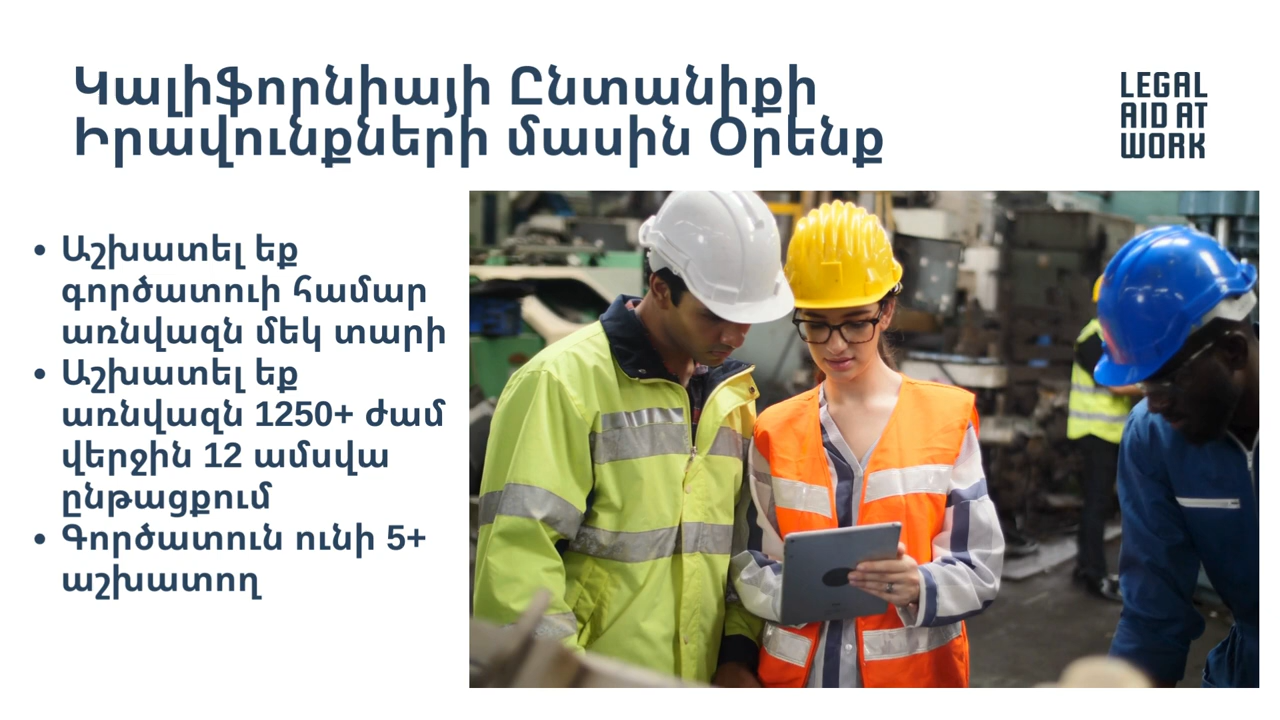 Կալիֆորնիայի Ընտանիքի
Իրավունքների մասին Օրենք
LEGAL
AID AT
WORK
• Աշխատել եք
գործատուի համար
առնվազն մեկ տարի
• Աշխատել եք
առնվազն 1250+ ժամ
վերջին 12 ամսվա
ընթացքում
• Գործատուն ունի 5+
աշխատող